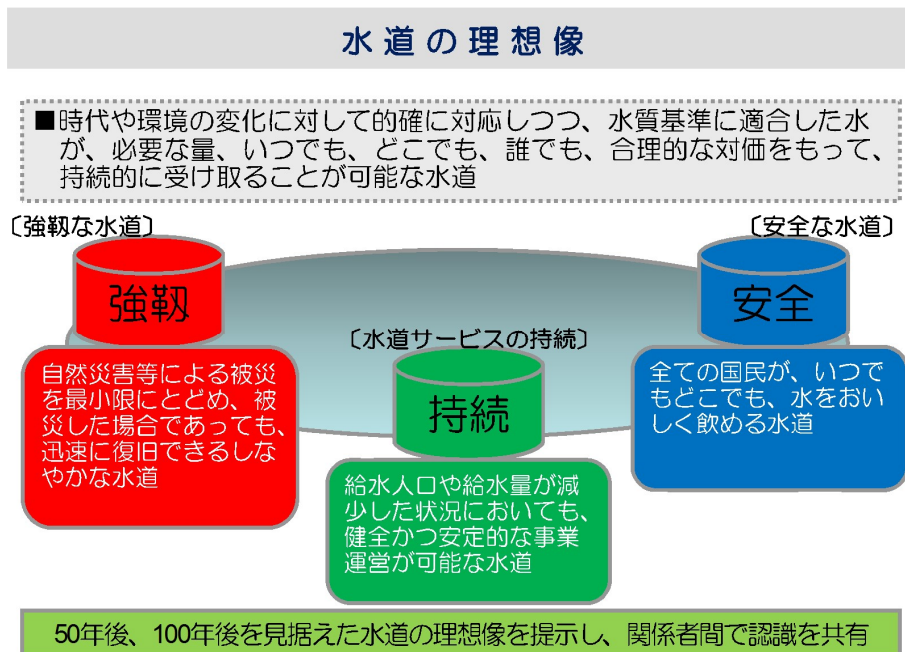 水道の理想像
■時代や環境の変化に対して的確に対応しつつ、水質基準に適合した水
が、必要な量、いつでも、どこでも、誰でも、合理的な対価をもって、
持続的に受け取ることが可能な水道
〔強靱な水道〕
強靱
自然災害等による被災
を最小限にとどめ、被
災した場合であっても、
迅速に復旧できるしな
やかな水道
〔水道サービスの持続〕
持続
給水人口や給水量が減
少した状況においても、
健全かつ安定的な事業
運営が可能な水道
〔安全な水道〕
安全
全ての国民が、いつで
もどこでも、水をおい
しく飲める水道
50年後、100年後を見据えた水道の理想像を提示し、関係者間で認識を共有